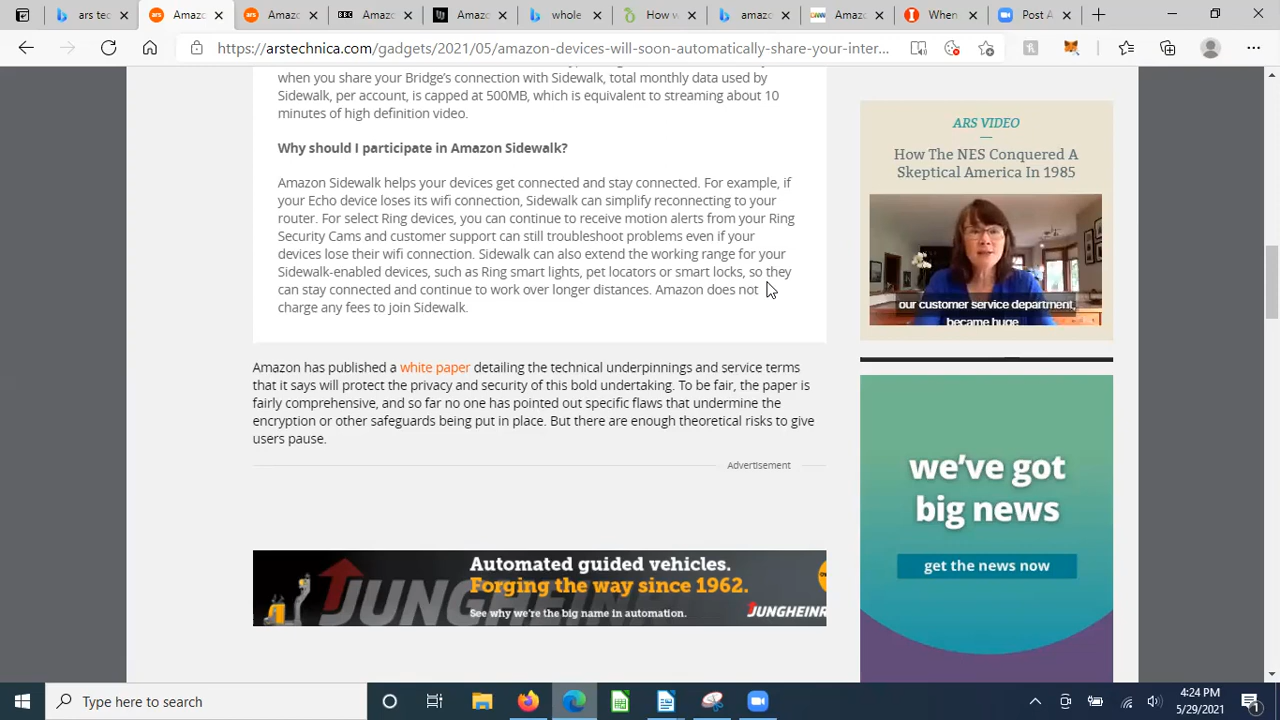 ars tec
Amazo
Amazo
Amazo
Amazo
whole
How w
amazo
Amazo
When
Post A
https://arstechnica.com/gadgets/2021/05/amazon-devices-will-soon-automatically-share-your-inter...
when you share your Bridge's connection with Sidewalk, total monthly data used by
Sidewalk, per account, is capped at 500MB, which is equivalent to streaming about 10
minutes of high definition video.
Why should I participate in Amazon Sidewalk?
Amazon Sidewalk helps your devices get connected and stay connected. For example, if
your Echo device loses its wifi connection, Sidewalk can simplify reconnecting to your
router. For select Ring devices, you can continue to receive motion alerts from your Ring
Security Cams and customer support can still troubleshoot problems even if your
devices lose their wifi connection. Sidewalk can also extend the working range for your
Sidewalk-enabled devices, such as Ring smart lights, pet locators or smart locks, so they
can stay connected and continue to work over longer distances. Amazon does not
charge any fees to join Sidewalk.
Amazon has published a white paper detailing the technical underpinnings and service terms
that it says will protect the privacy and security of this bold undertaking. To be fair, the paper is
fairly comprehensive, and so far no one has pointed out specific flaws that undermine the
encryption or other safeguards being put in place. But there are enough theoretical risks to give
users pause.
Advertisement
Automated guided vehicles.
Forging the way since 1962.
See why we're the big name in automation.
JUNGHEINR
JUNGHEIN
ARS VIDEO
How The NES Conquered A
Skeptical America In 1985
our customer service department,
became huge
we've got
big news
get the news now
Type here to search
4:24 PM
5/29/2021
1